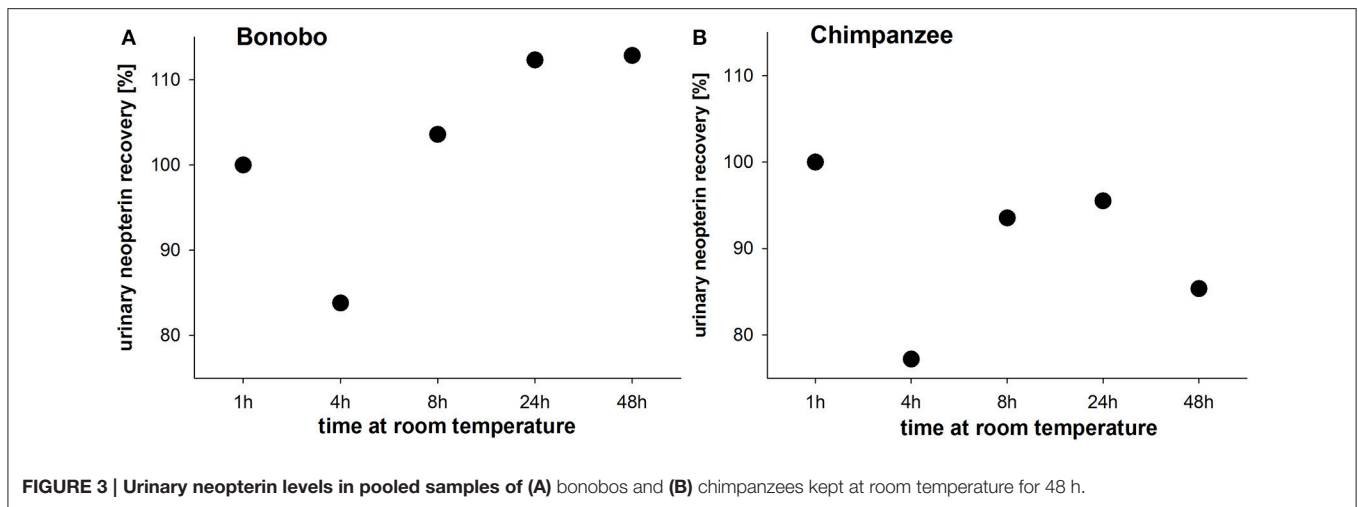 A Bonobo
urinary neopterin recovery [%]
110
100
90
80
1h 4h 8h 24h 48h
time at room temperature
B Chimpanzee
urinary neopterin recovery [%]
110
100
90
80
1h 4h 8h 24h 48h
time at room temperature
FIGURE 3 | Urinary neopterin levels in pooled samples of (A) bonobos and (B) chimpanzees kept at room temperature for 48 h.